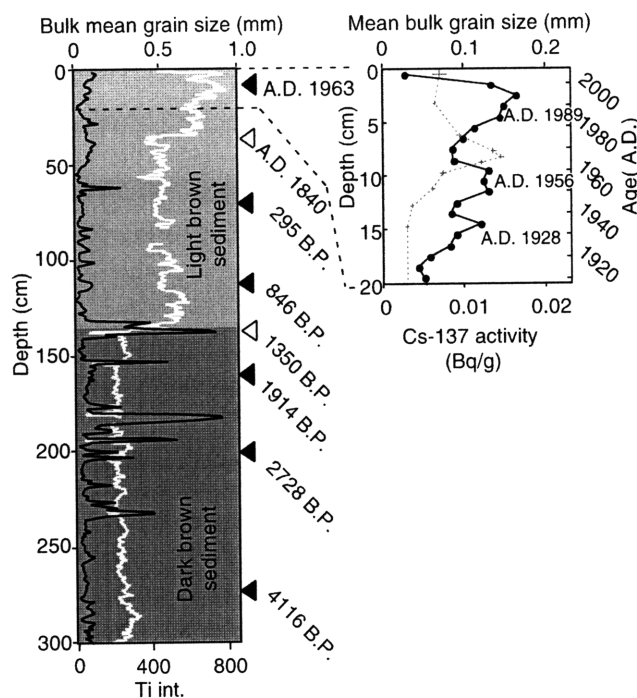 Bulk mean grain size (mm)
0 0.5 1.0
0
50
100
150
200
250
300
Depth (cm)
Light brown
sediment
Dark brown
sediment
0 400 800
Ti int.
A.D. 1963
A.D. 1840
295 B.P.
846 B.P.
1350 B.P.
1914 B.P.
2728 B.P.
4116 B.P.
Mean bulk grain size (mm)
0 0.1 0.2
0
5
10
15
20
Depth (cm)
A.D. 1989
A.D. 1956
A.D. 1928
2000
1980
1960
1940
1920
Age( A.D.)
0 0.01 0.02
Cs-137 activity
(Bq/g)